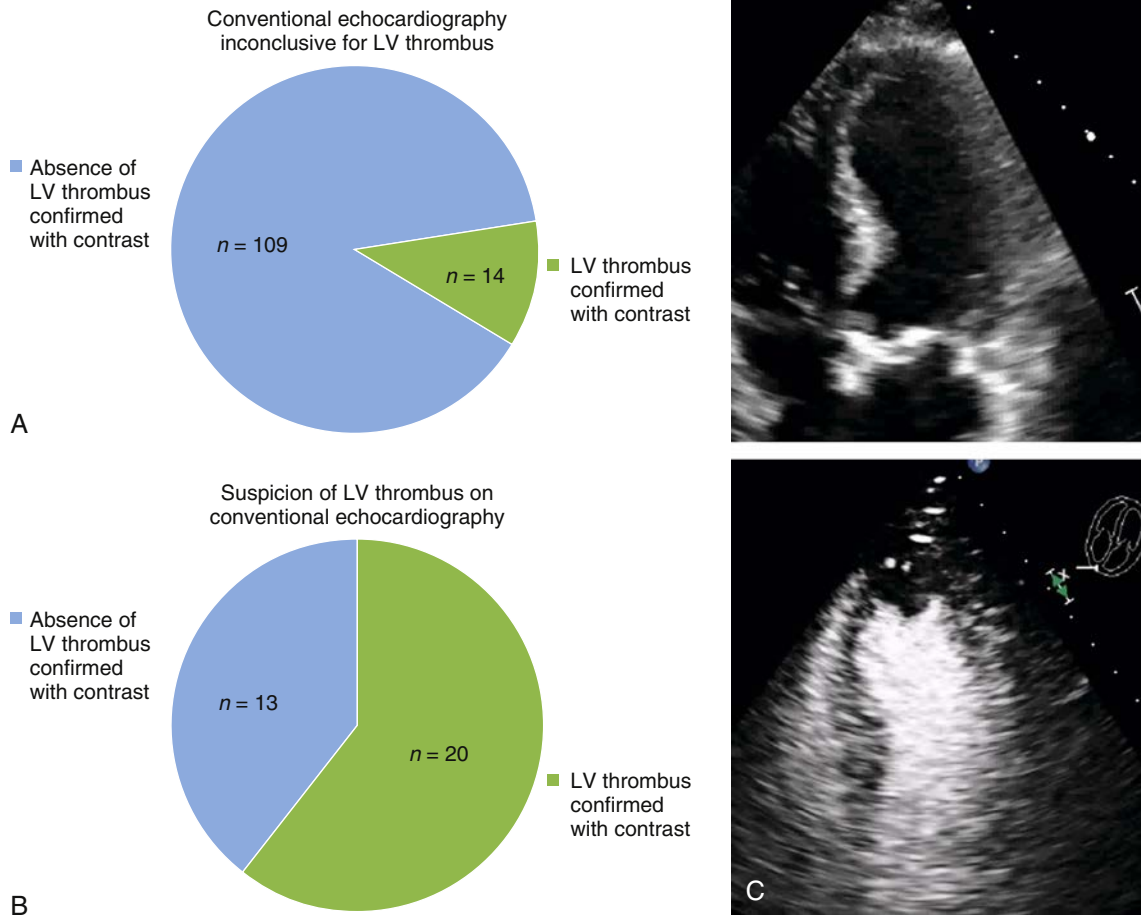 Conventional echocardiography
inconclusive for LV thrombus
Absence of
LV thrombus
confirmed
with contrast
n = 109
n = 14
LV thrombus
confirmed
with contrast
A
Suspicion of LV thrombus on
conventional echocardiography
Absence of
LV thrombus
confirmed
with contrast
n = 13
n = 20
LV thrombus
confirmed
with contrast
B
C